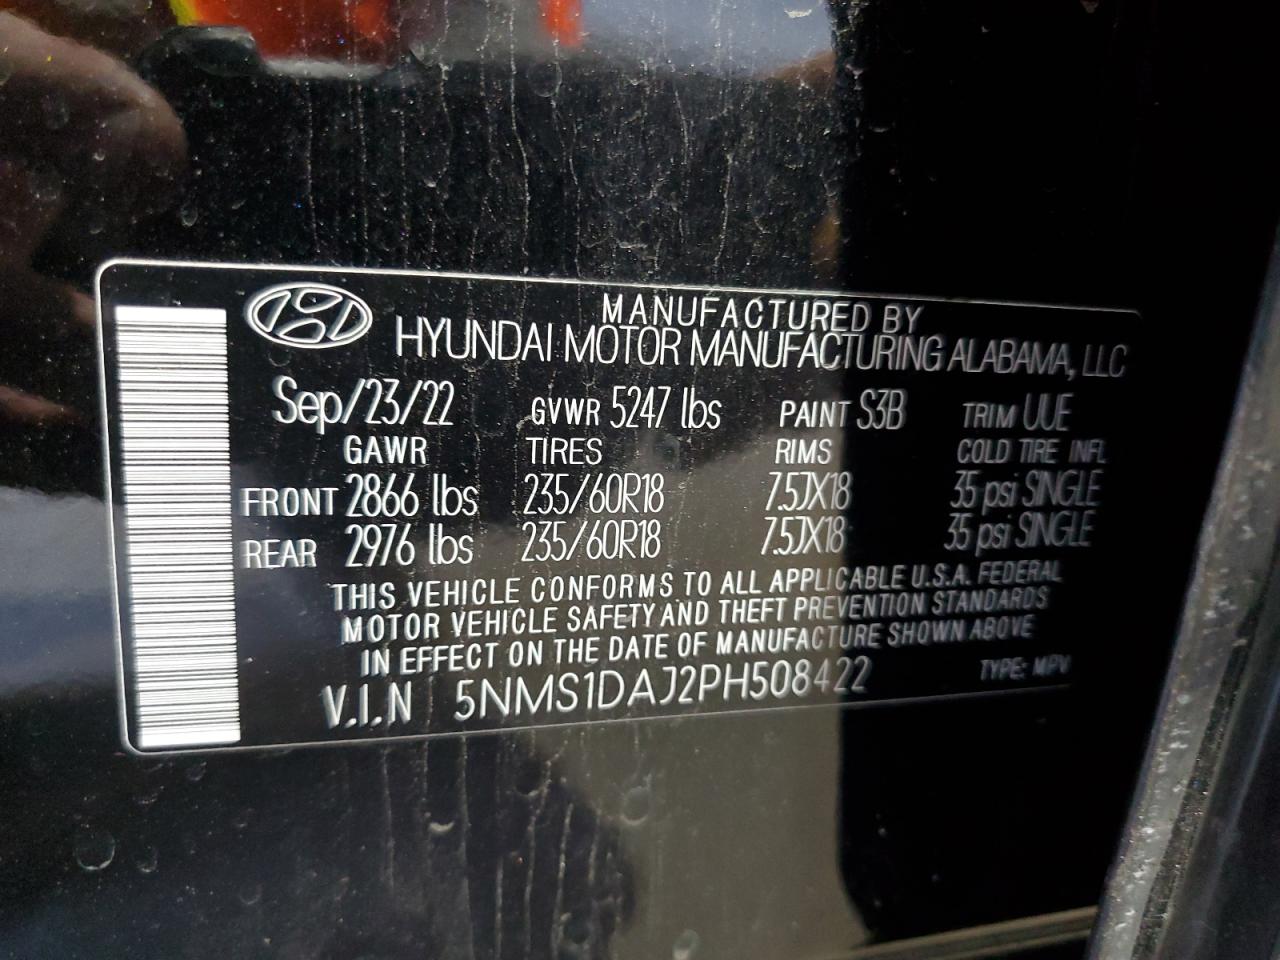 MANUFACTURED BY
HYUNDAI MOTOR MANUFACTURING ALABAMA, LLC
Sep/23/22 GVWR 5247 lbs PAINT S3B TRIM UUE
GAWR TIRES RIMS COLD TIRE INFL
FRONT 2866 lbs 235/60R18 7.5JX18 35 psi SINGLE
REAR 2976 lbs 235/60R18 7.5JX18 35 psi SINGLE
THIS VEHICLE CONFORMS TO ALL APPLICABLE U.S.A. FEDERAL
MOTOR VEHICLE SAFETY AND THEFT PREVENTION STANDARDS
IN EFFECT ON THE DATE OF MANUFACTURE SHOWN ABOVE
V.I.N 5NMS1DAJ2PH508422 TYPE: MPV